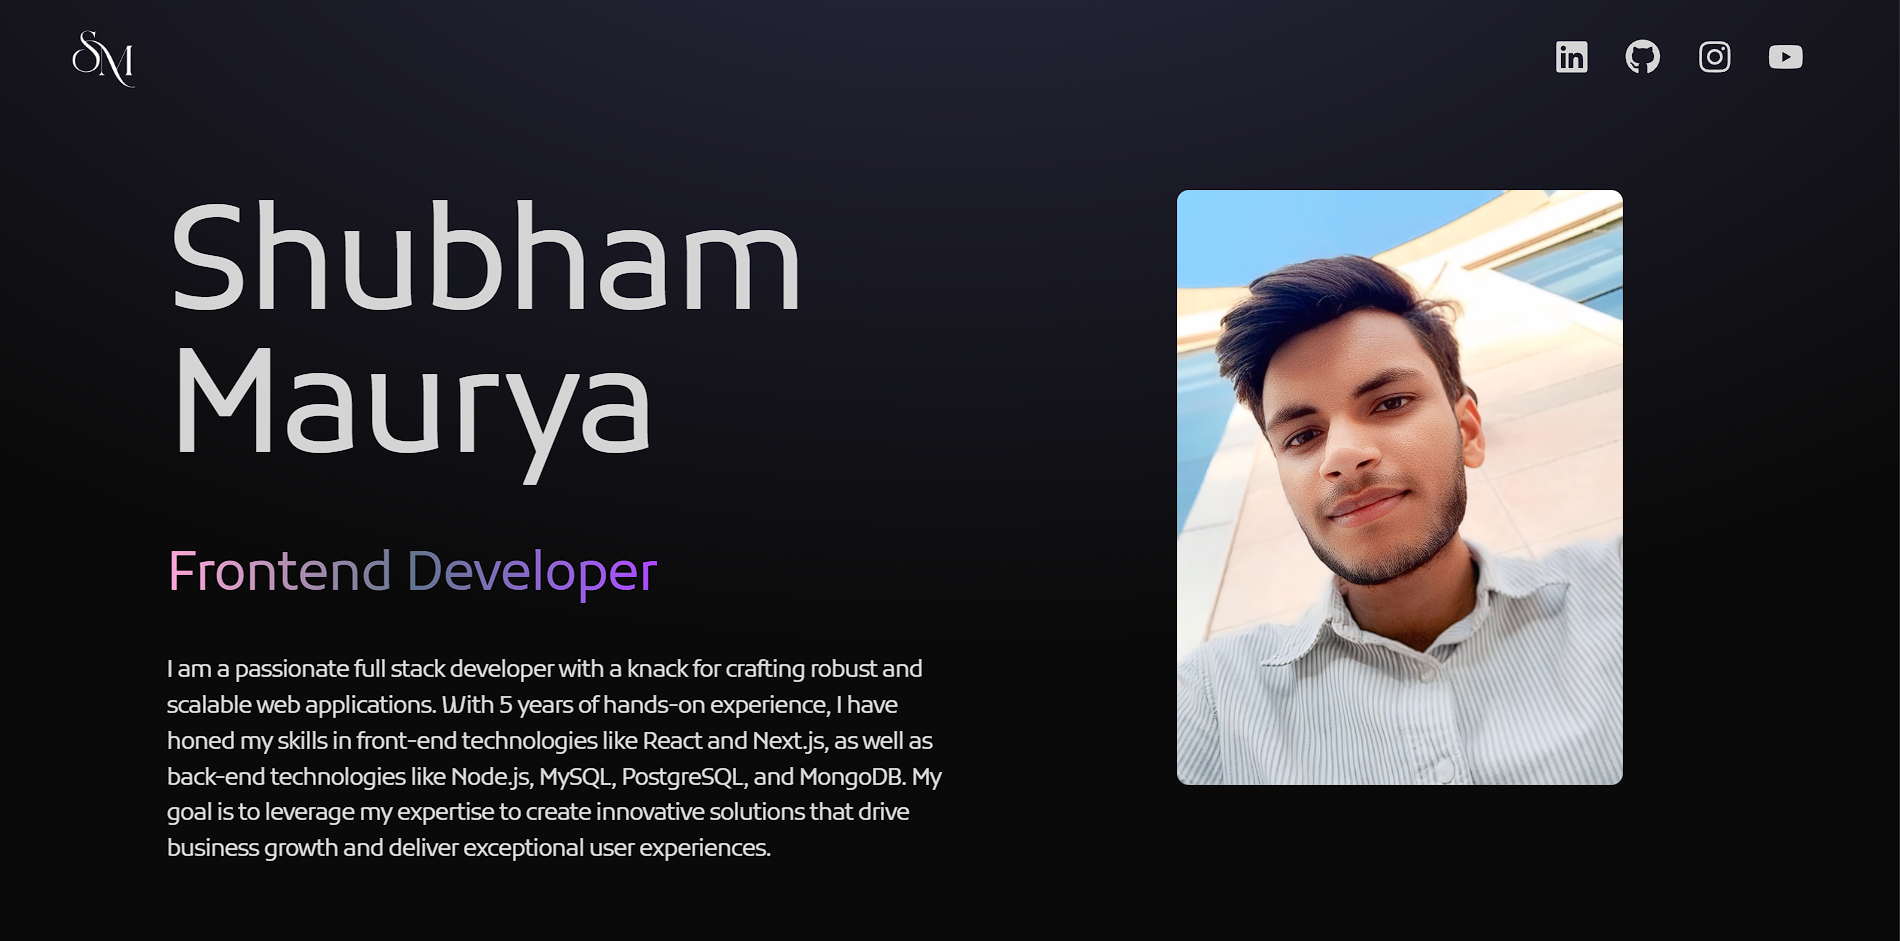 SM
Shubham
Maurya
Frontend Developer
I am a passionate full stack developer with a knack for crafting robust and
scalable web applications. With 5 years of hands-on experience, I have
honed my skills in front-end technologies like React and Next.js, as well as
back-end technologies like Node.js, MySQL, PostgreSQL, and MongoDB. My
goal is to leverage my expertise to create innovative solutions that drive
business growth and deliver exceptional user experiences.